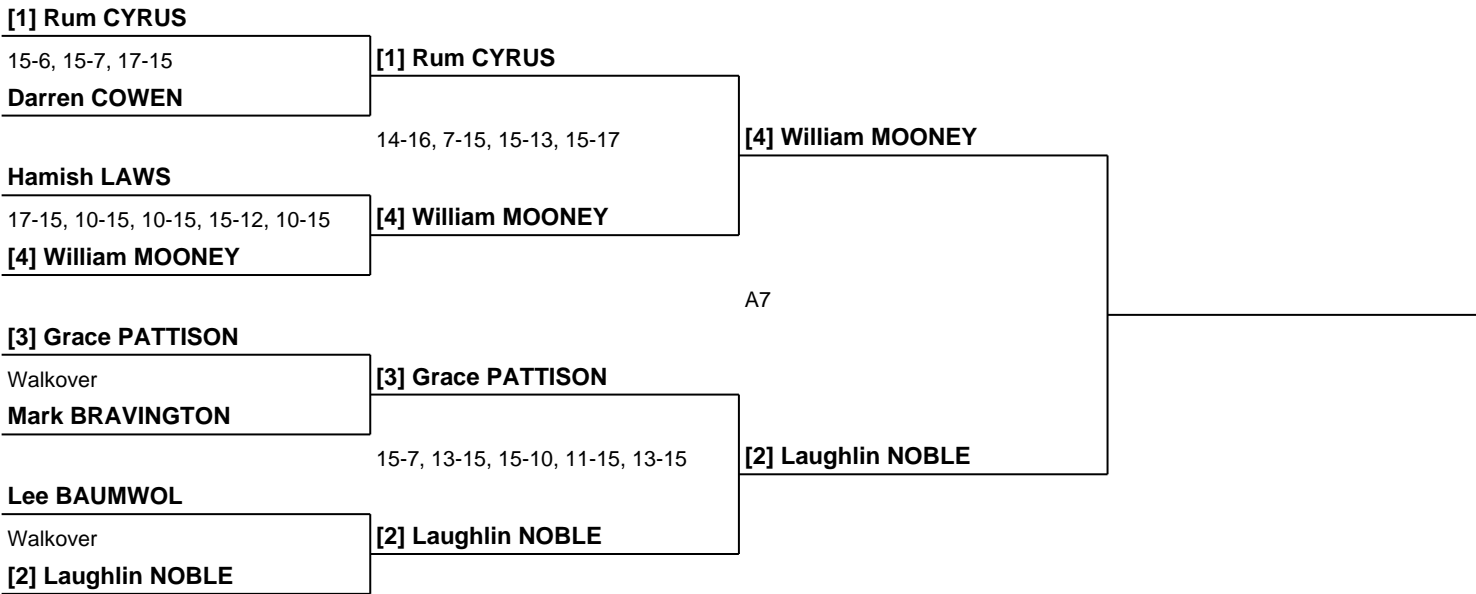 [1] Rum CYRUS
15-6, 15-7, 17-15
[1] Rum CYRUS
Darren COWEN
14-16, 7-15, 15-13, 15-17
[4] William MOONEY
Hamish LAWS
17-15, 10-15, 10-15, 15-12, 10-15
[4] William MOONEY
[4] William MOONEY
A7
[3] Grace PATTISON
Walkover
[3] Grace PATTISON
Mark BRAVINGTON
15-7, 13-15, 15-10, 11-15, 13-15
[2] Laughlin NOBLE
Lee BAUMWOL
Walkover
[2] Laughlin NOBLE
[2] Laughlin NOBLE